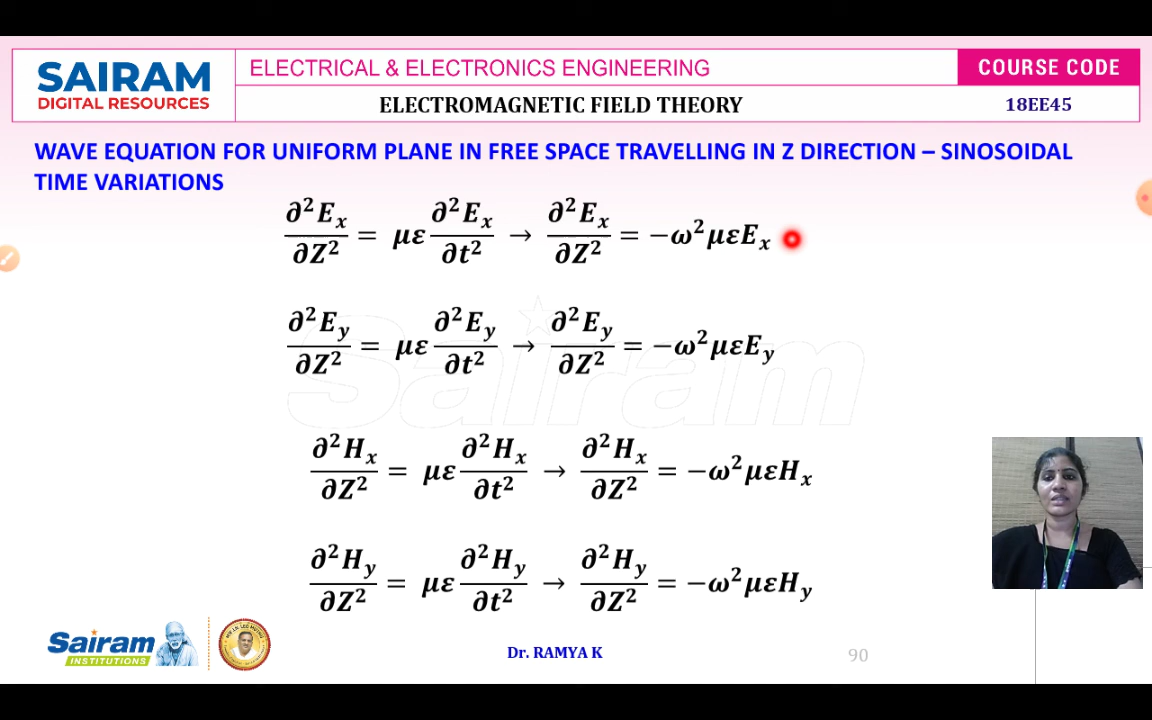 SAIRAM
DIGITAL RESOURCES
ELECTRICAL & ELECTRONICS ENGINEERING
COURSE CODE
ELECTROMAGNETIC FIELD THEORY
18EE45
WAVE EQUATION FOR UNIFORM PLANE IN FREE SPACE TRAVELLING IN Z DIRECTION – SINOSOIDAL
TIME VARIATIONS
∂²Eₓ/∂Z² = με ∂²Eₓ/∂t² → ∂²Eₓ/∂Z² = −ω²μεEₓ
∂²E_y/∂Z² = με ∂²E_y/∂t² → ∂²E_y/∂Z² = −ω²μεE_y
∂²Hₓ/∂Z² = με ∂²Hₓ/∂t² → ∂²Hₓ/∂Z² = −ω²μεHₓ
∂²H_y/∂Z² = με ∂²H_y/∂t² → ∂²H_y/∂Z² = −ω²μεH_y
Sairam
Sairam
INSTITUTIONS
Dr. RAMYA K
90